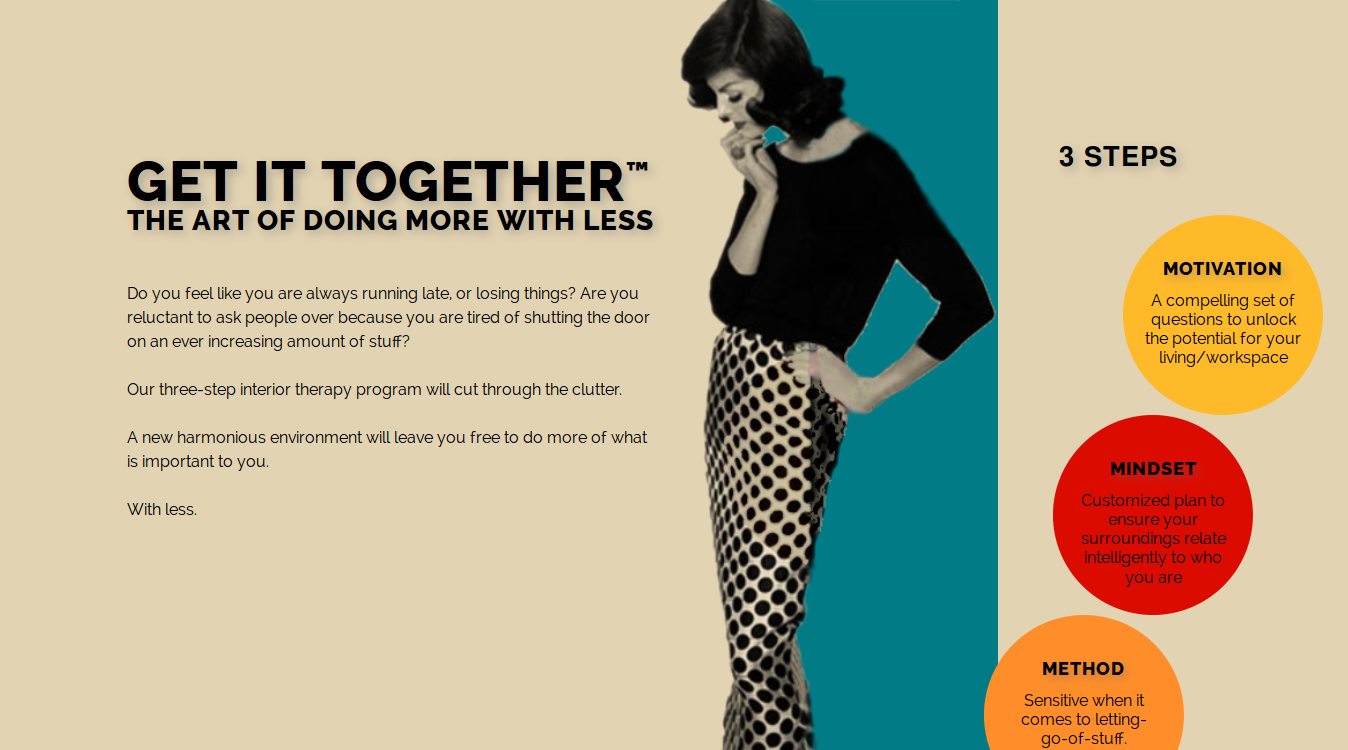 GET IT TOGETHER™
THE ART OF DOING MORE WITH LESS
Do you feel like you are always running late, or losing things? Are you
reluctant to ask people over because you are tired of shutting the door
on an ever increasing amount of stuff?
Our three-step interior therapy program will cut through the clutter.
A new harmonious environment will leave you free to do more of what
is important to you.
With less.
3 STEPS
MOTIVATION
A compelling set of
questions to unlock
the potential for your
living/workspace
MINDSET
Customized plan to
ensure your
surroundings relate
intelligently to who
you are
METHOD
Sensitive when it
comes to letting-
go-of-stuff.